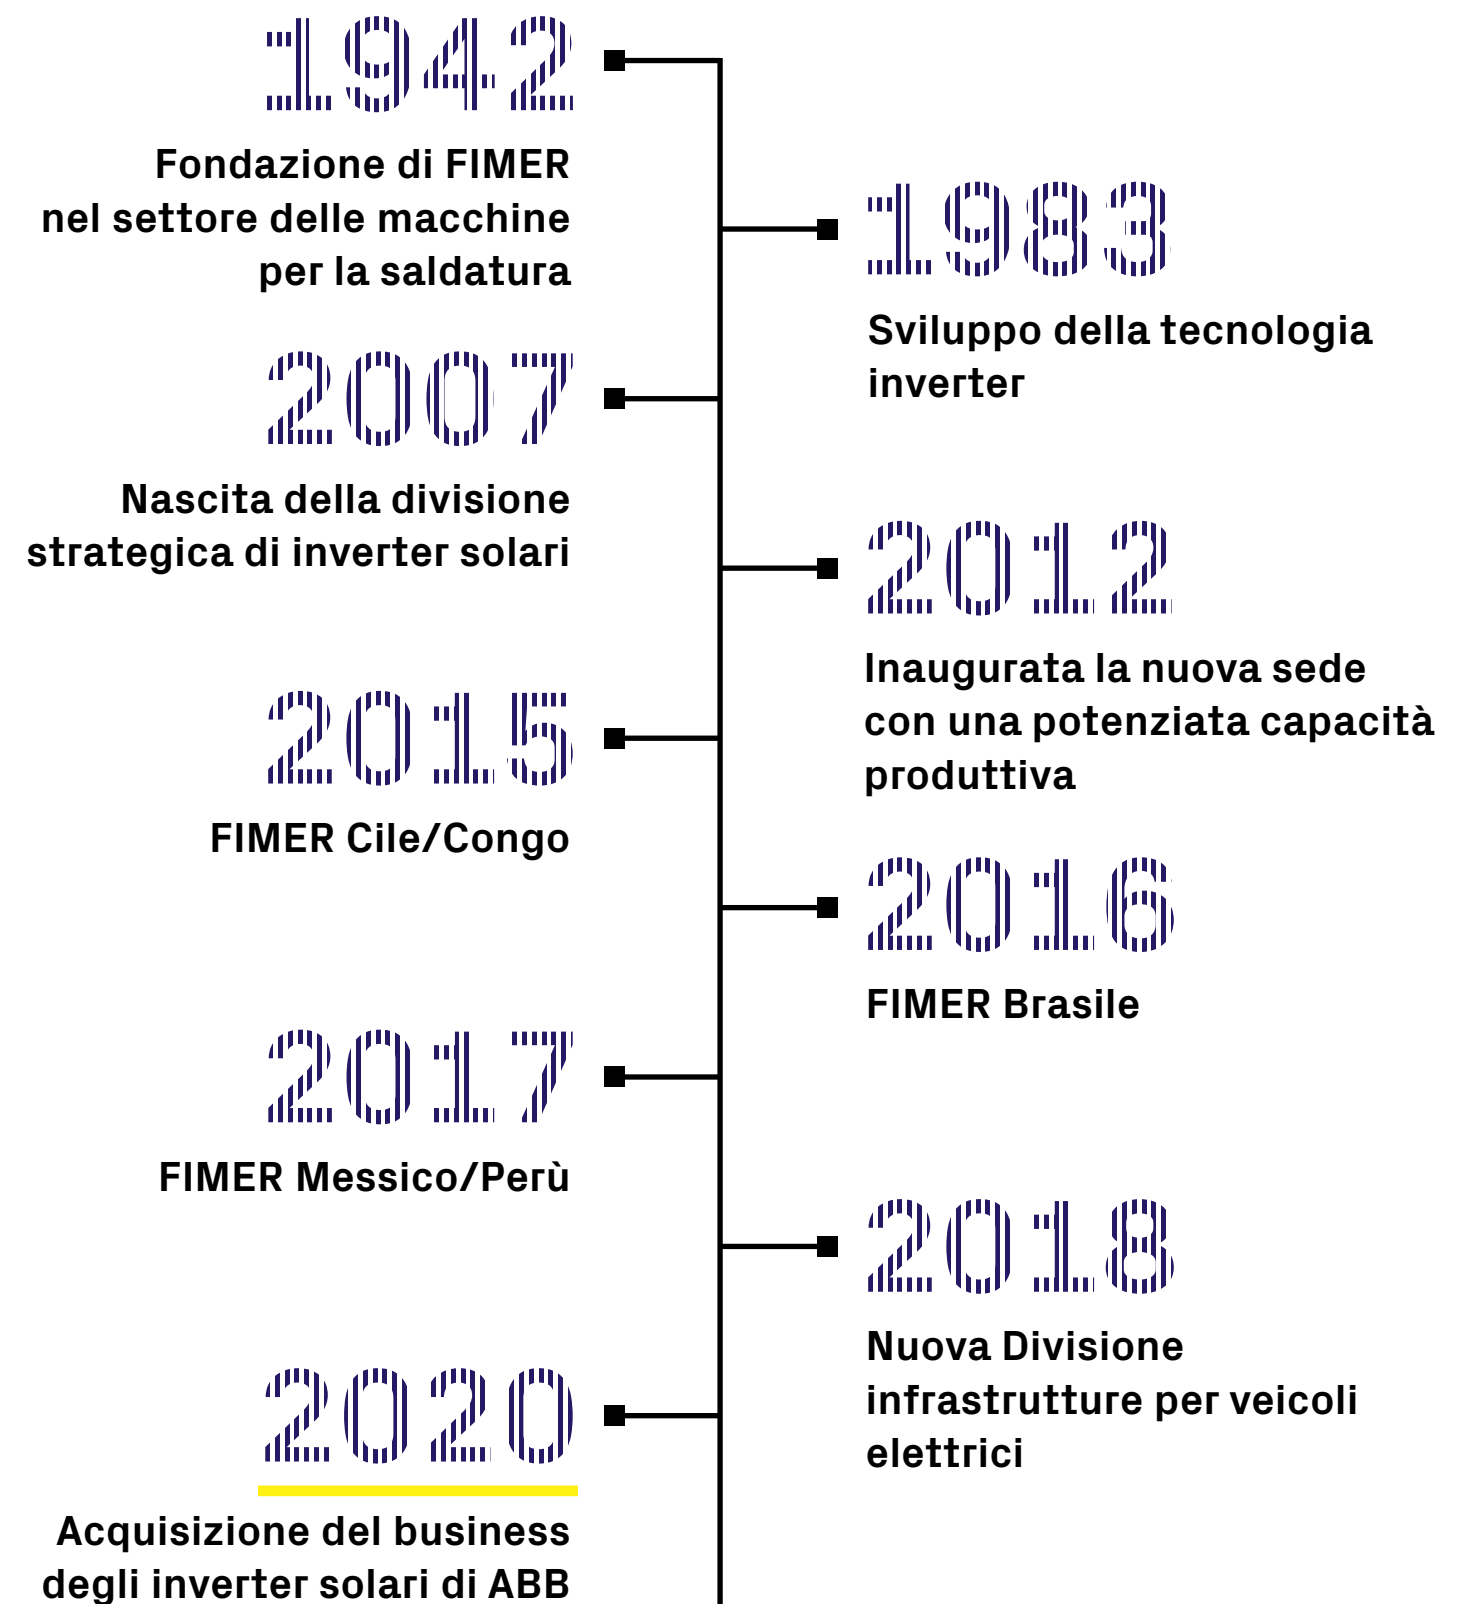 1942
Fondazione di FIMER
nel settore delle macchine
per la saldatura
1983
Sviluppo della tecnologia
inverter
2007
Nascita della divisione
strategica di inverter solari
2012
Inaugurata la nuova sede
con una potenziata capacità
produttiva
2015
FIMER Cile/Congo
2016
FIMER Brasile
2017
FIMER Messico/Perù
2018
Nuova Divisione
infrastrutture per veicoli
elettrici
2020
Acquisizione del business
degli inverter solari di ABB